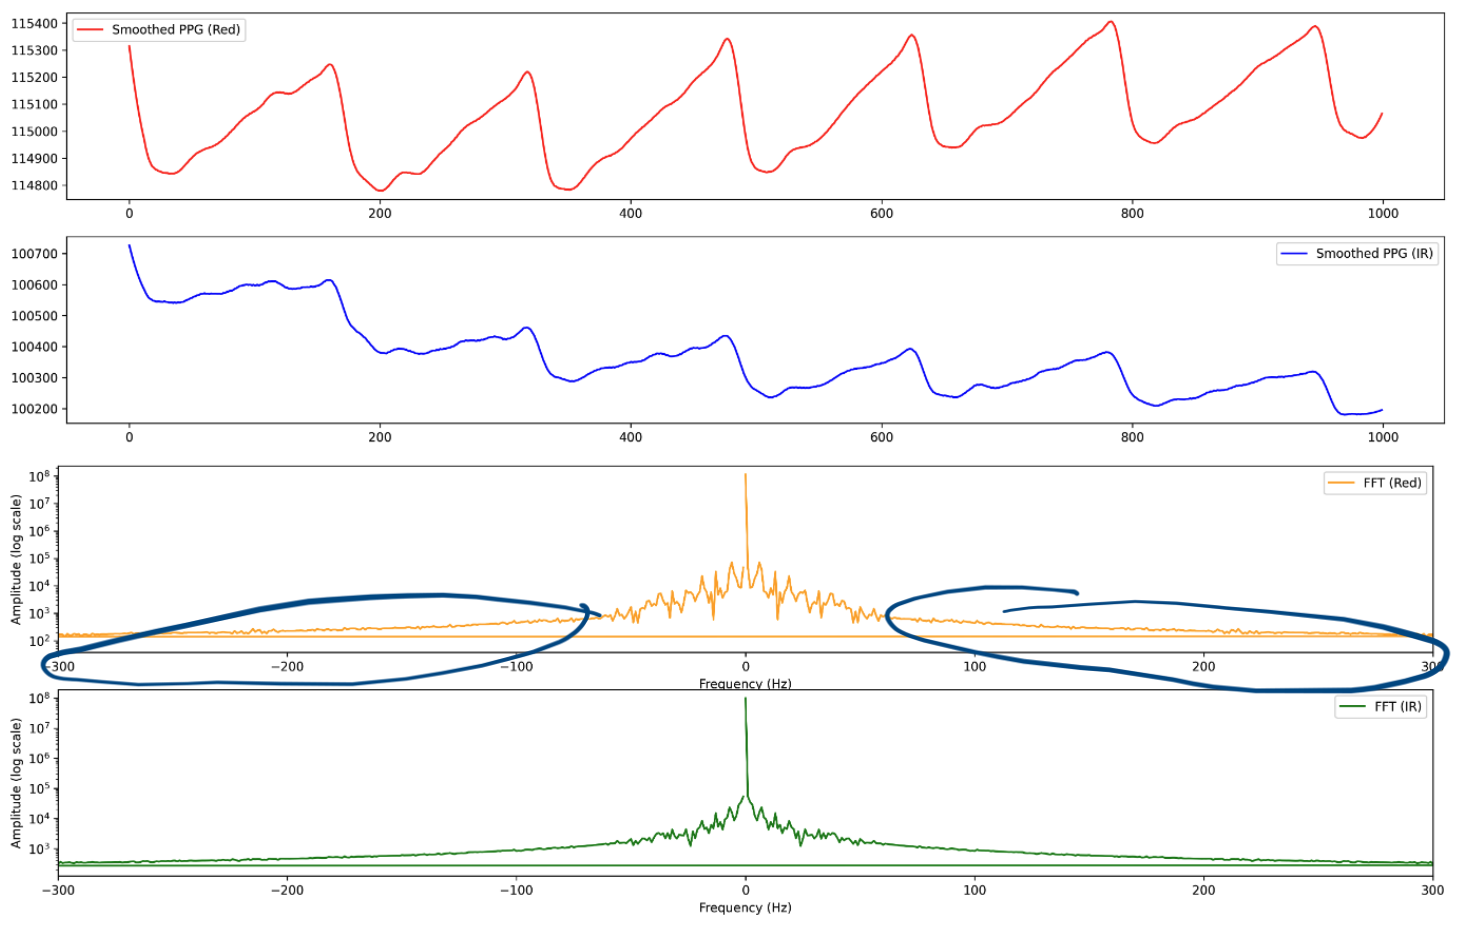 115400
115300
115200
115100
115000
114900
114800
Smoothed PPG (Red)
0 200 400 600 800 1000
100700
100600
100500
100400
100300
100200
Smoothed PPG (IR)
0 200 400 600 800 1000
Amplitude (log scale)
10⁸
10⁷
10⁶
10⁵
10⁴
10³
10²
FFT (Red)
−300 −200 −100 0 100 200 300
Frequency (Hz)
Amplitude (log scale)
10⁸
10⁷
10⁶
10⁵
10⁴
10³
FFT (IR)
−300 −200 −100 0 100 200 300
Frequency (Hz)